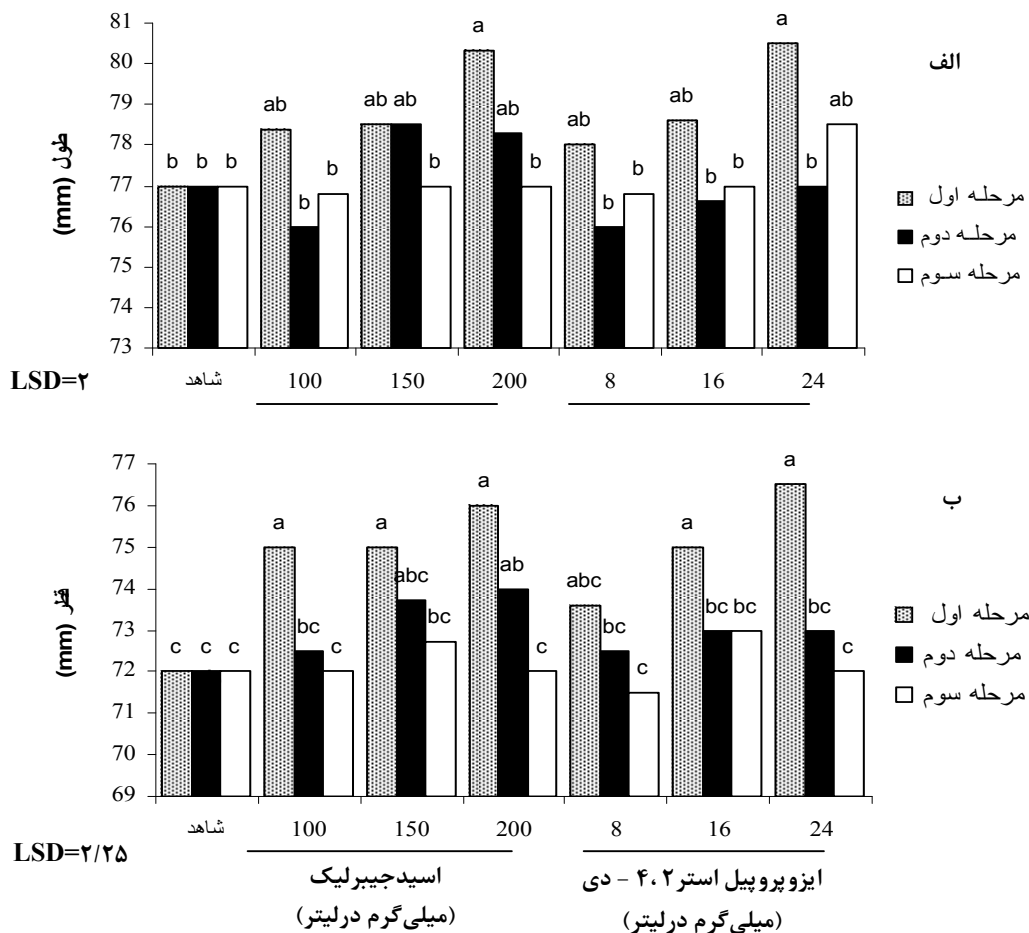 81
80
79
78
77
76
75
74
73
طول (mm)
b b b
ab b b
ab ab b
a ab b
ab b b
ab b b
a b ab
الف
مرحله اول
مرحله دوم
مرحله سوم
LSD=۲
شاهد 100 150 200 8 16 24
77
76
75
74
73
72
71
70
69
قطر (mm)
c c c
a bc c
a abc bc
a ab c
abc bc c
a bc bc
a bc c
ب
مرحله اول
مرحله دوم
مرحله سوم
LSD=۲/۲۵
شاهد 100 150 200 8 16 24
اسیدجیبرلیک
(میلی‌گرم درلیتر)
ایزوپروپیل استر۲،۴ - دی
(میلی‌گرم درلیتر)